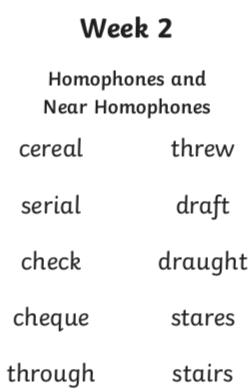 Week 2
Homophones and
Near Homophones
cereal
serial
check
cheque
through
threw
draft
draught
stares
stairs